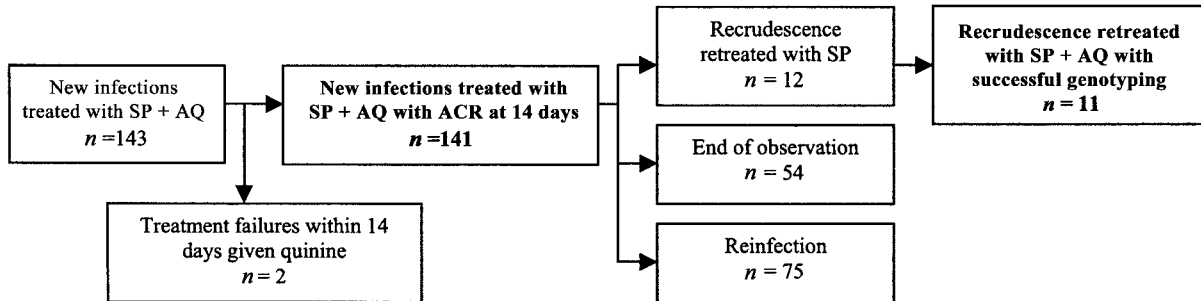 New infections
treated with SP + AQ
n =143
Treatment failures within 14
days given quinine
n = 2
New infections treated with
SP + AQ with ACR at 14 days
n =141
Recrudescence
retreated with SP
n = 12
End of observation
n = 54
Reinfection
n = 75
Recrudescence retreated
with SP + AQ with
successful genotyping
n = 11